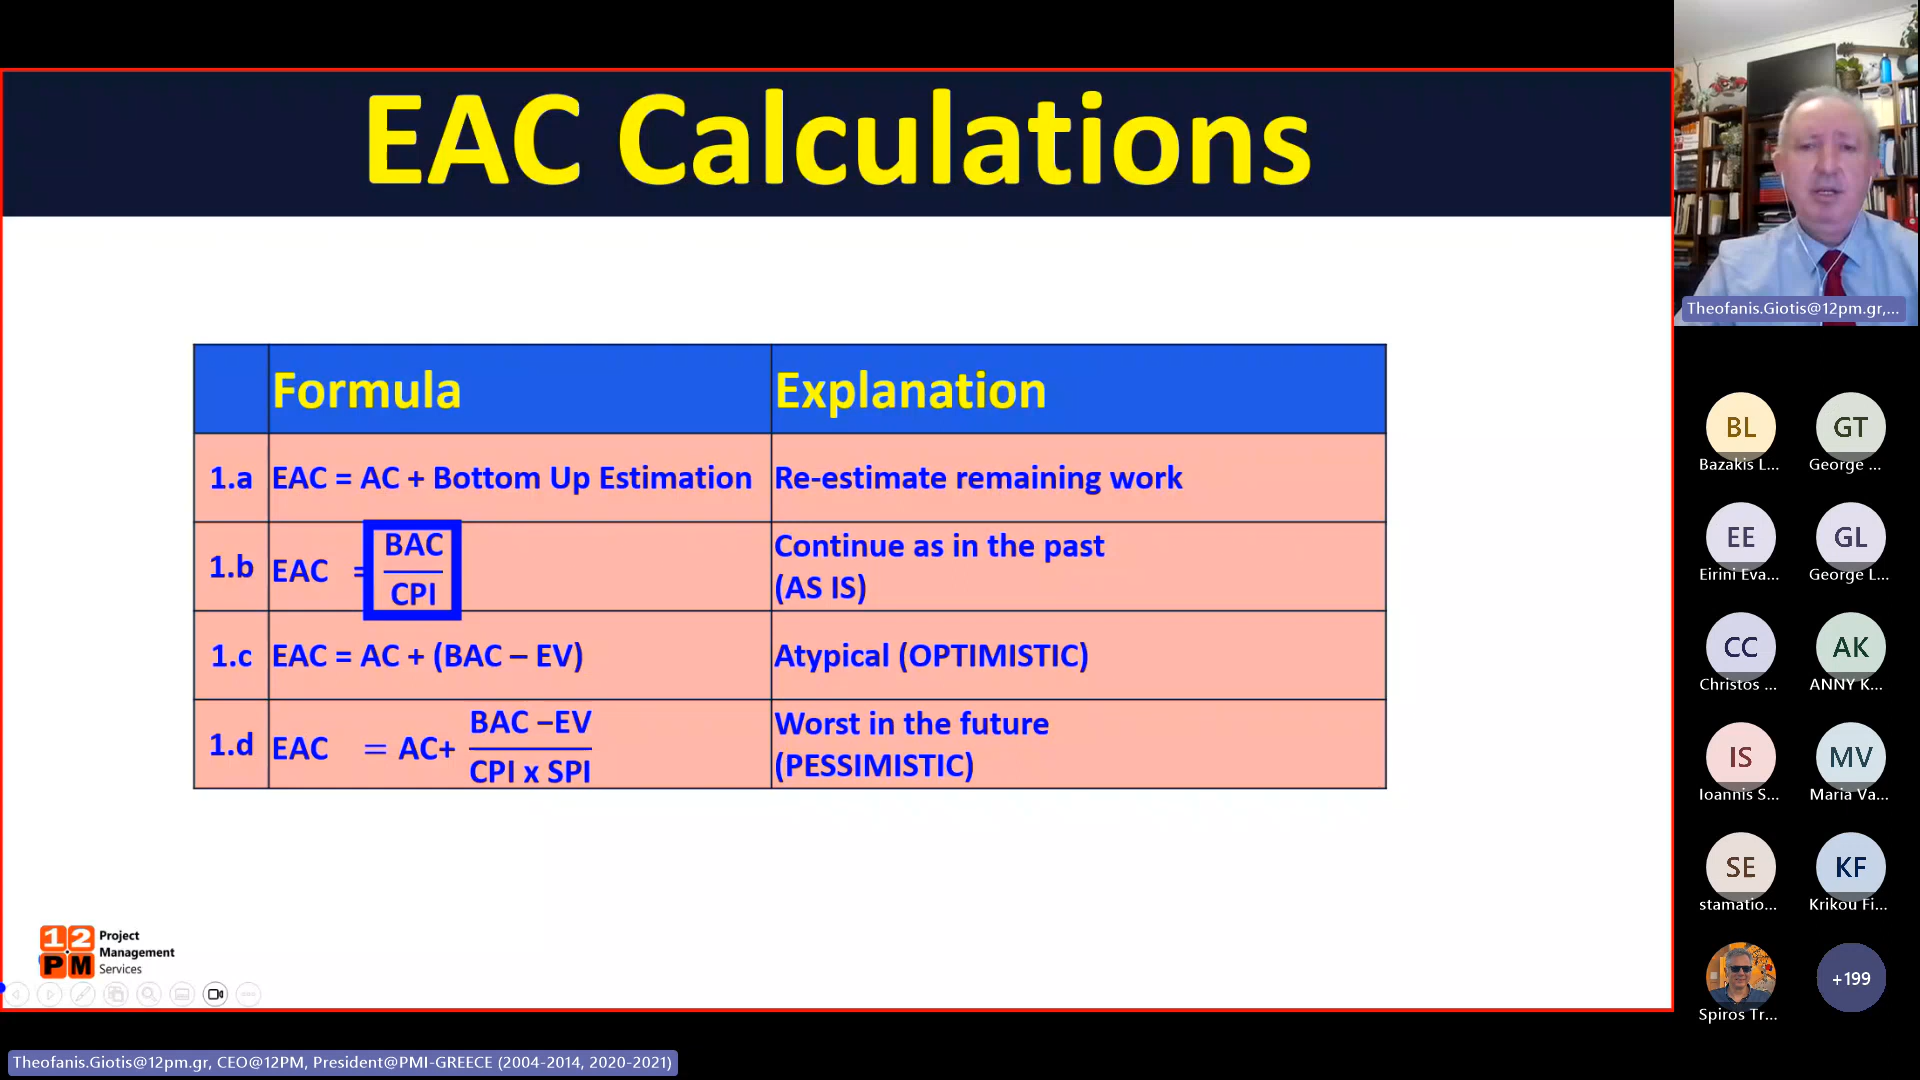 EAC Calculations
Formula
Explanation
1.a
EAC = AC + Bottom Up Estimation
Re-estimate remaining work
1.b
EAC =
BAC
CPI
Continue as in the past
(AS IS)
1.c
EAC = AC + (BAC – EV)
Atypical (OPTIMISTIC)
1.d
EAC = AC+
BAC –EV
CPI x SPI
Worst in the future
(PESSIMISTIC)
12
PM
Project
Management
Services
Theofanis.Giotis@12pm.gr, CEO@12PM, President@PMI-GREECE (2004-2014, 2020-2021)
Theofanis.Giotis@12pm.gr,...
BL
Bazakis L...
GT
George ...
EE
Eirini Eva...
GL
George L...
CC
Christos ...
AK
ANNY K...
IS
Ioannis S...
MV
Maria Va...
SE
stamatio...
KF
Krikou Fi...
Spiros Tr...
+199